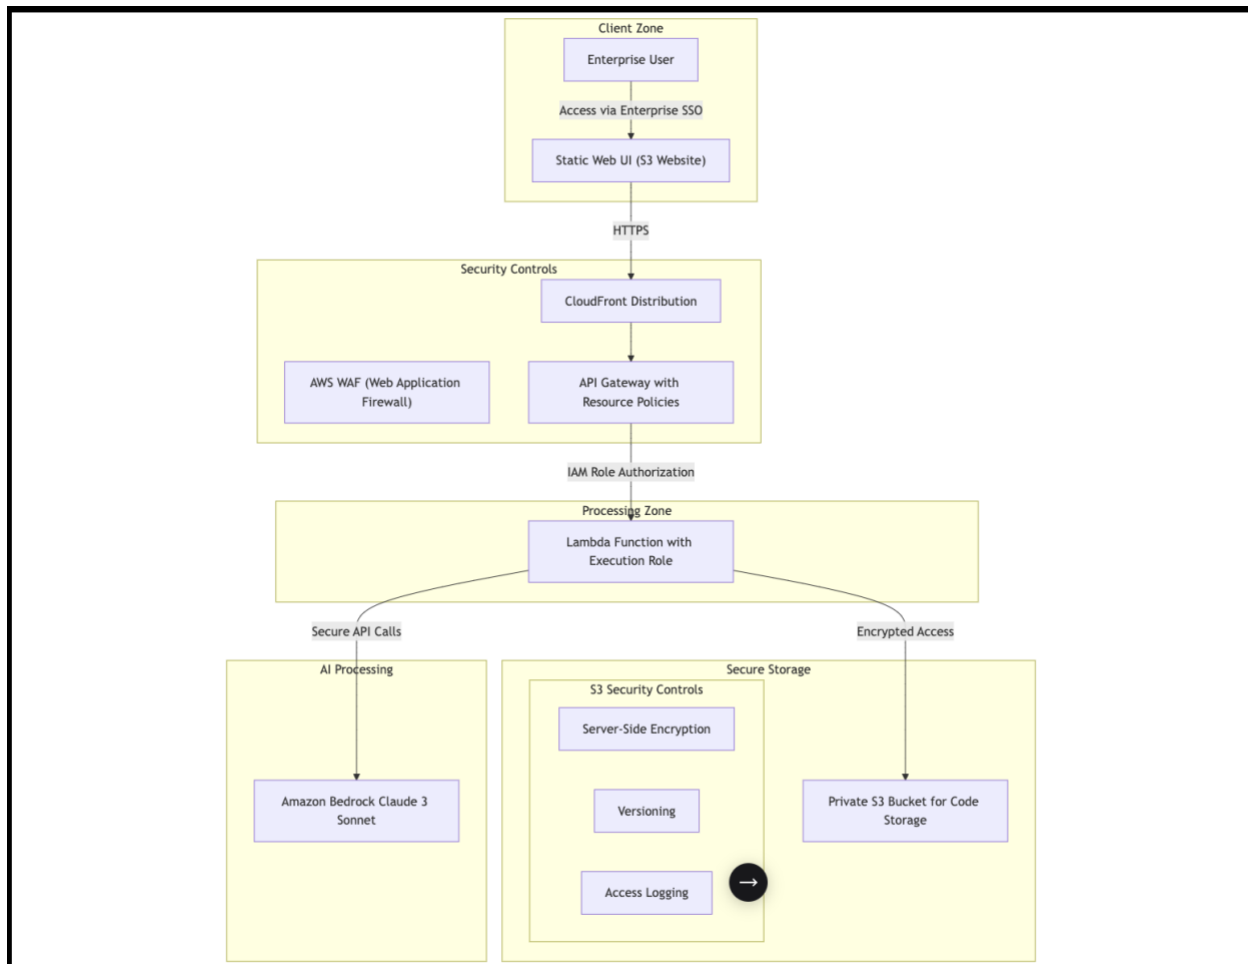 Client Zone
Enterprise User
Access via Enterprise SSO
Static Web UI (S3 Website)
HTTPS
Security Controls
CloudFront Distribution
AWS WAF (Web Application
Firewall)
API Gateway with
Resource Policies
IAM Role Authorization
Processing Zone
Lambda Function with
Execution Role
Secure API Calls
Encrypted Access
AI Processing
Amazon Bedrock Claude 3
Sonnet
Secure Storage
S3 Security Controls
Server-Side Encryption
Versioning
Access Logging
Private S3 Bucket for Code
Storage